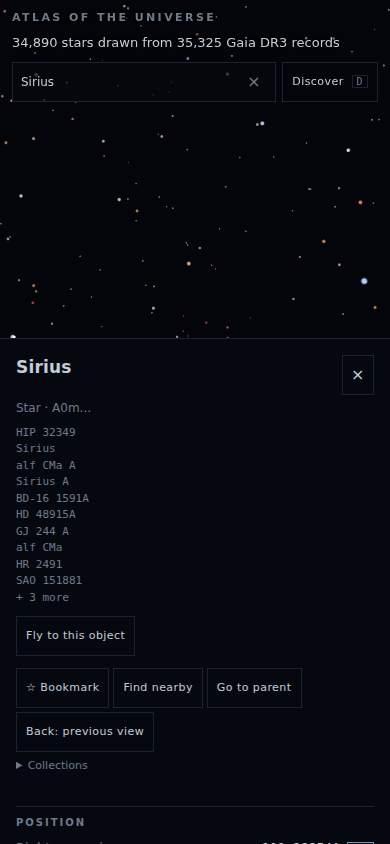 ATLAS OF THE UNIVERSE
34,890 stars drawn from 35,325 Gaia DR3 records
Sirius ×
Discover D
Sirius
×
Star · A0m...
HIP 32349
Sirius
alf CMa A
Sirius A
BD-16 1591A
HD 48915A
GJ 244 A
alf CMa
HR 2491
SAO 151881
+ 3 more
Fly to this object
☆ Bookmark
Find nearby
Go to parent
Back: previous view
▶ Collections
POSITION